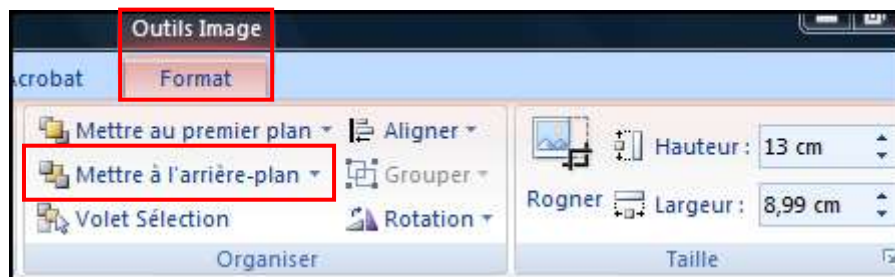 Outils Image
Acrobat Format
Mettre au premier plan Aligner
Hauteur : 13 cm
Mettre à l'arrière-plan Grouper
Volet Sélection Rotation
Rogner Largeur : 8,99 cm
Organiser Taille